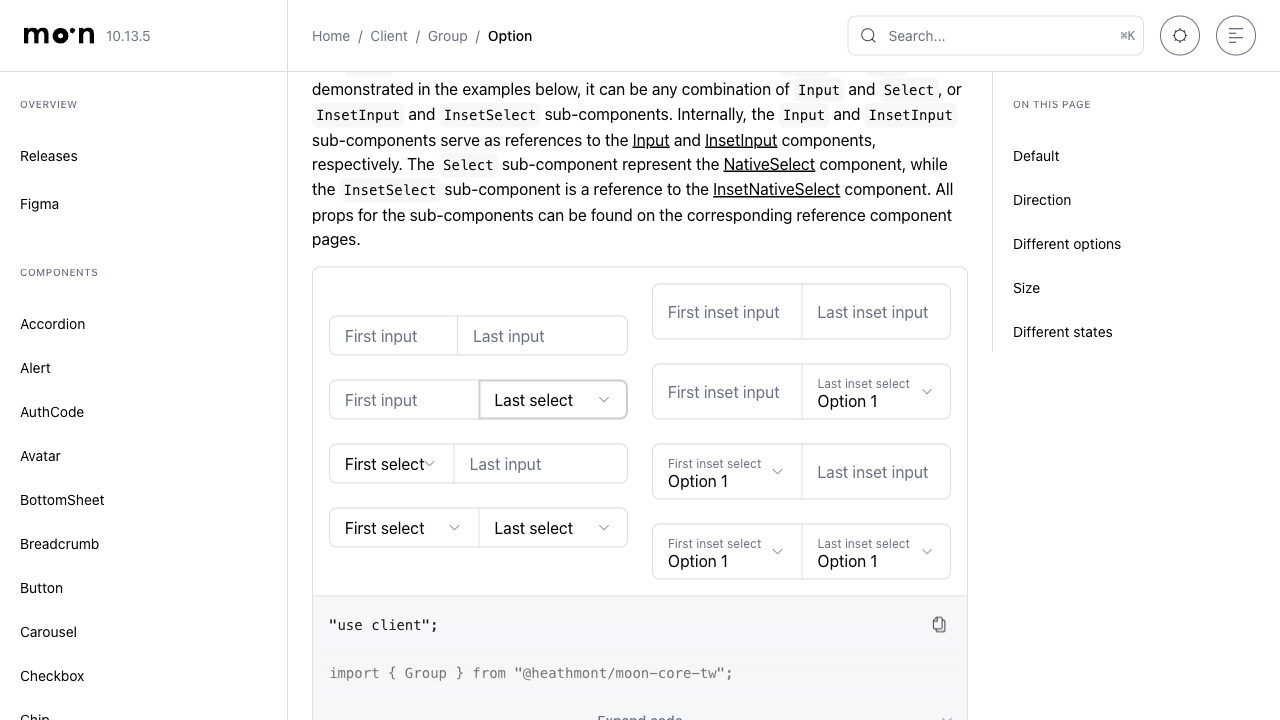 moon 10.13.5
Home / Client / Group / Option
Search...
⌘K
OVERVIEW
Releases
Figma
COMPONENTS
Accordion
Alert
AuthCode
Avatar
BottomSheet
Breadcrumb
Button
Carousel
Checkbox
Chip
demonstrated in the examples below, it can be any combination of Input and Select, or
InsetInput and InsetSelect sub-components. Internally, the Input and InsetInput
sub-components serve as references to the Input and InsetInput components,
respectively. The Select sub-component represent the NativeSelect component, while
the InsetSelect sub-component is a reference to the InsetNativeSelect component. All
props for the sub-components can be found on the corresponding reference component
pages.
First input
Last input
First input
Last select
First select
Last input
First select
Last select
First inset input
Last inset input
First inset input
Last inset select
Option 1
First inset select
Option 1
Last inset input
First inset select
Option 1
Last inset select
Option 1
"use client";
import { Group } from "@heathmont/moon-core-tw";
Expand code
ON THIS PAGE
Default
Direction
Different options
Size
Different states